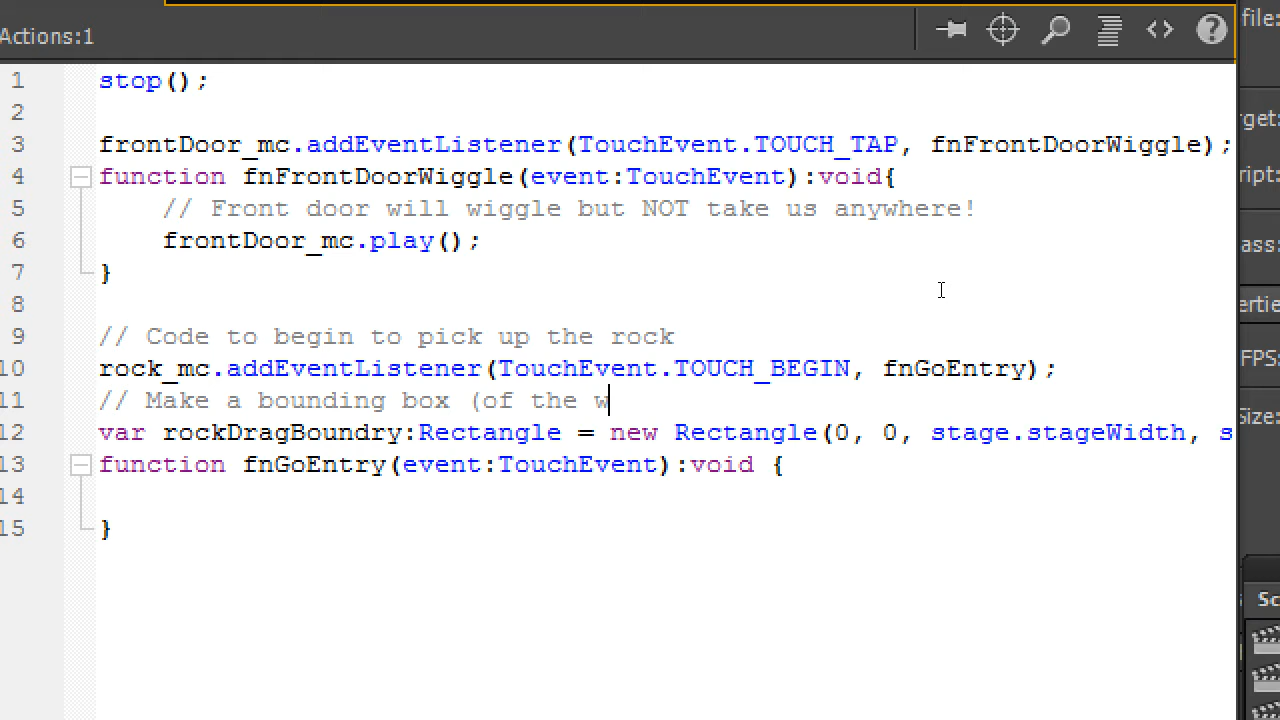 file:
Actions:1
1 stop();
2
get:
3 frontDoor_mc.addEventListener(TouchEvent.TOUCH_TAP, fnFrontDoorWiggle);
4 function fnFrontDoorWiggle(event:TouchEvent):void{
ript:
5 // Front door will wiggle but NOT take us anywhere!
6 frontDoor_mc.play();
ass:
7 }
8
ertie
9 // Code to begin to pick up the rock
FPS:
10 rock_mc.addEventListener(TouchEvent.TOUCH_BEGIN, fnGoEntry);
11 // Make a bounding box (of the w
Size:
12 var rockDragBoundry:Rectangle = new Rectangle(0, 0, stage.stageWidth, s
13 function fnGoEntry(event:TouchEvent):void {
14
15 }
Sc